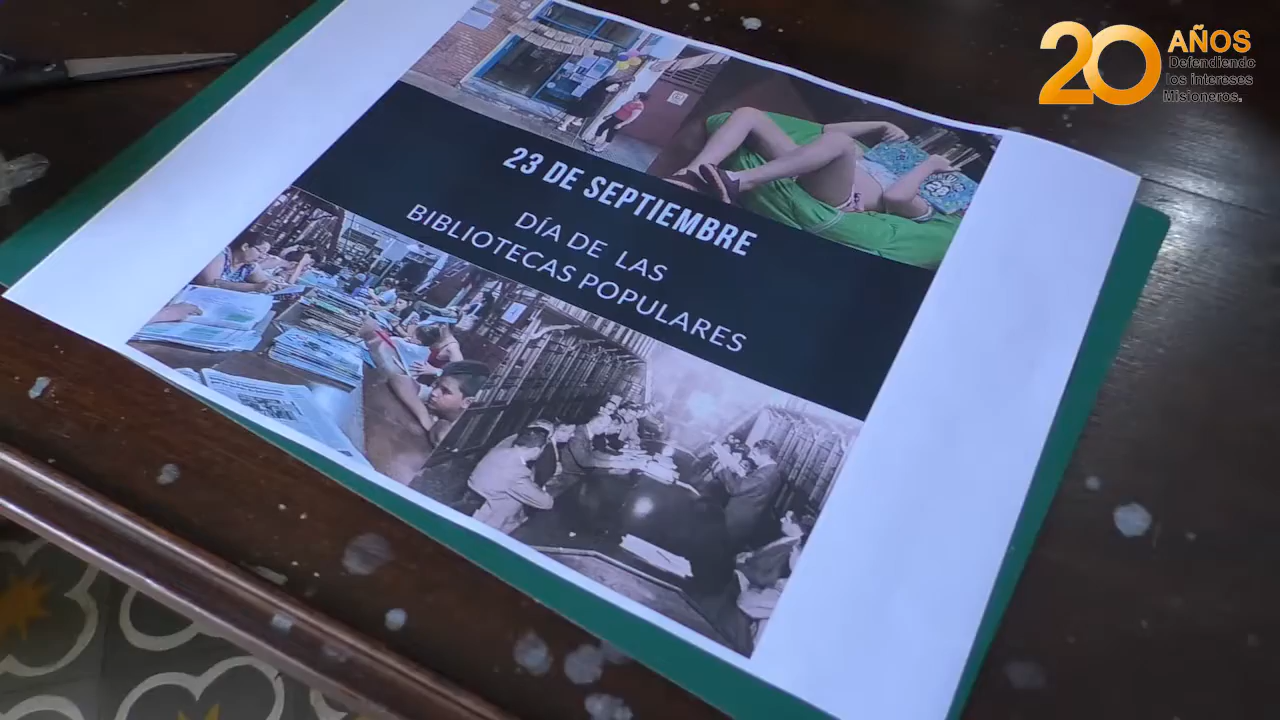 20 AÑOS
Defendiendo
los intereses
Misioneros.
23 DE SEPTIEMBRE
DÍA DE LAS
BIBLIOTECAS POPULARES